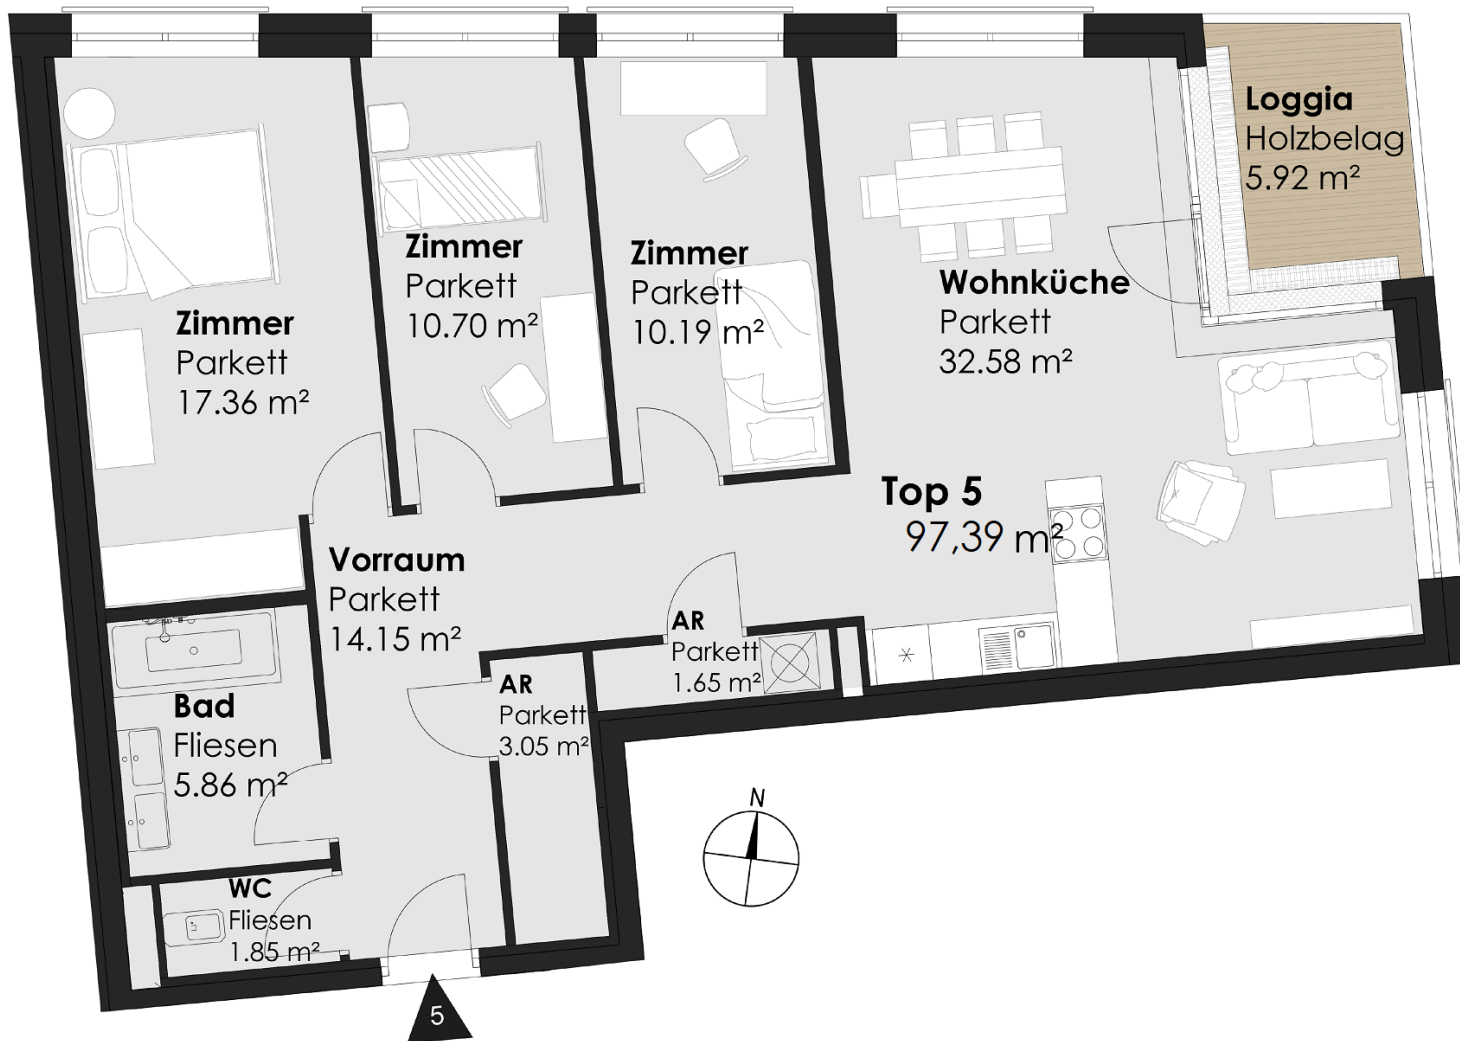 Loggia
Holzbelag
5.92 m²
Zimmer
Parkett
17.36 m²
Zimmer
Parkett
10.70 m²
Zimmer
Parkett
10.19 m²
Wohnküche
Parkett
32.58 m²
Top 5
97,39 m²
Vorraum
Parkett
14.15 m²
AR
Parkett
1.65 m²
AR
Parkett
3.05 m²
Bad
Fliesen
5.86 m²
WC
Fliesen
1.85 m²
N
5